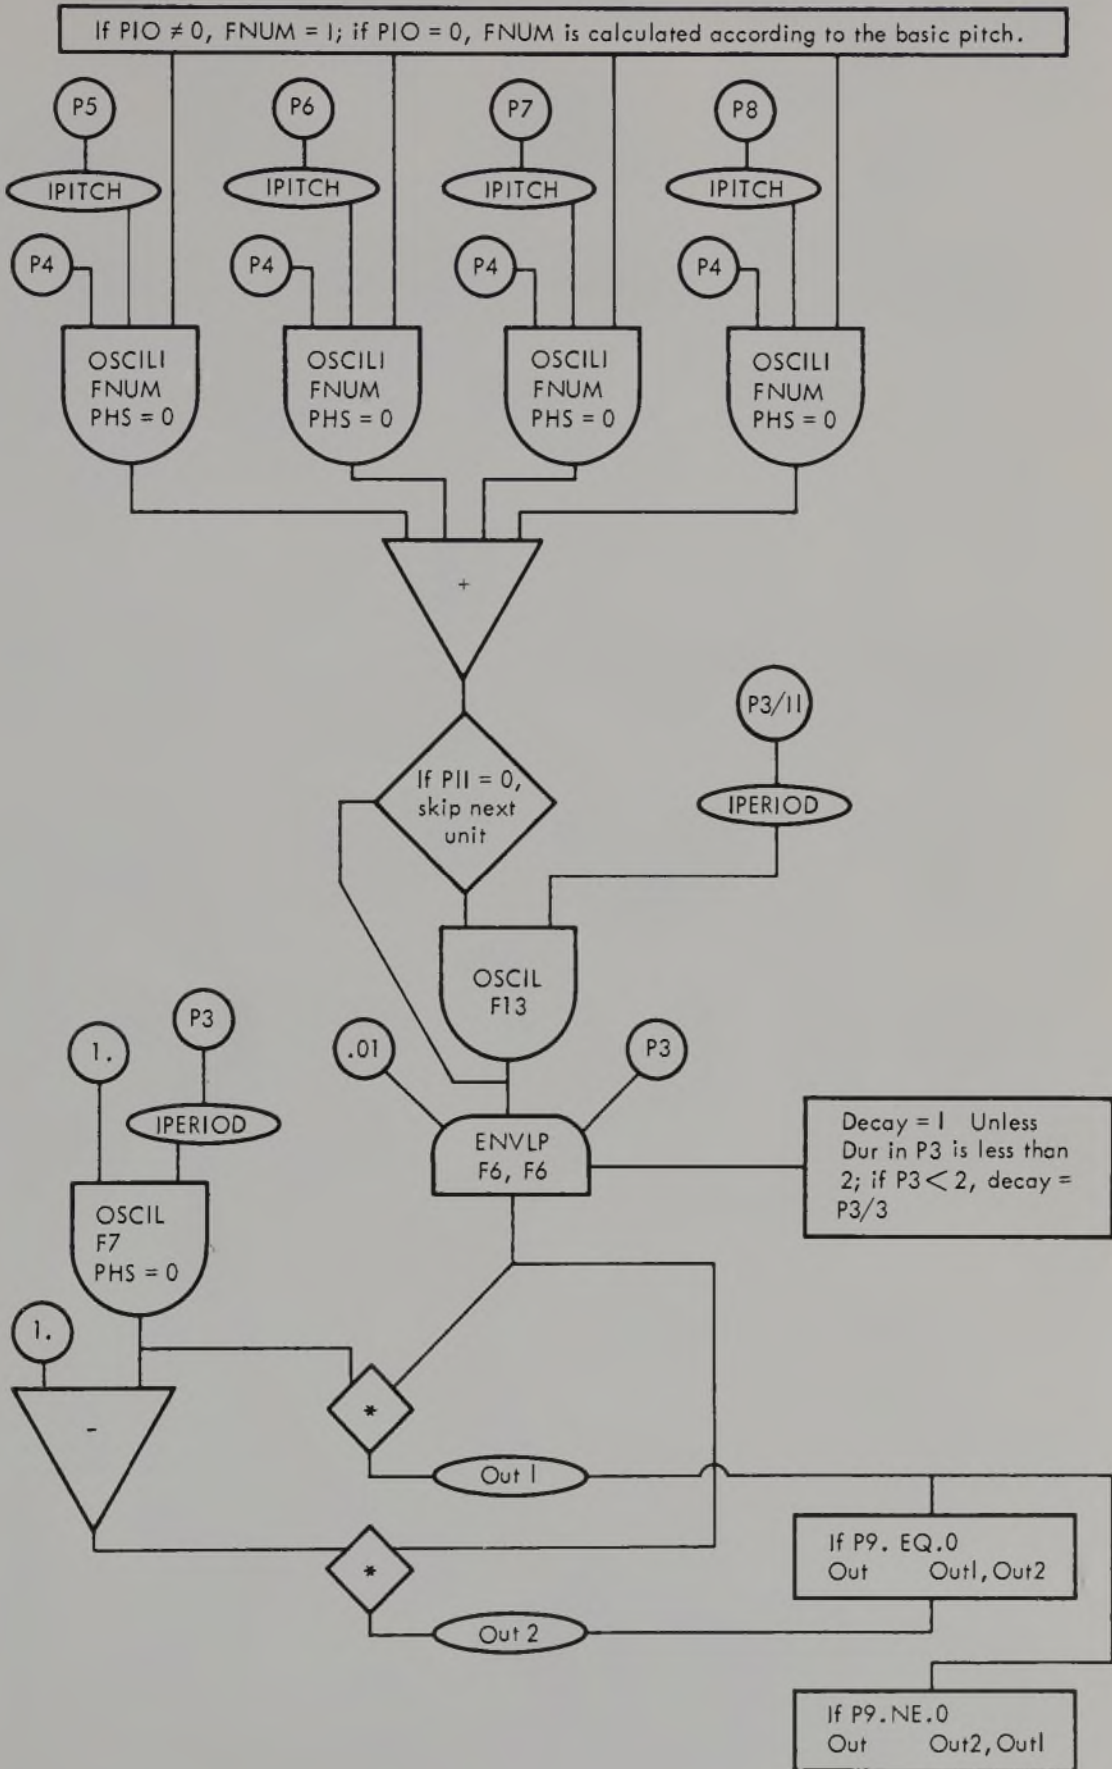 If P10 ≠ 0, FNUM = 1; if P10 = 0, FNUM is calculated according to the basic pitch.
P5
P6
P7
P8
IPITCH
IPITCH
IPITCH
IPITCH
P4
P4
P4
P4
OSCILI
FNUM
PHS = 0
OSCILI
FNUM
PHS = 0
OSCILI
FNUM
PHS = 0
OSCILI
FNUM
PHS = 0
+
P3/11
If P11 = 0,
skip next
unit
IPERIOD
OSCIL
F13
P3
1.
.01
P3
IPERIOD
ENVLP
F6, F6
Decay = 1 Unless
Dur in P3 is less than
2; if P3 < 2, decay =
P3/3
OSCIL
F7
PHS = 0
1.
-
*
Out 1
If P9. EQ.0
Out Out1, Out2
*
Out 2
If P9.NE.0
Out Out2, Out1